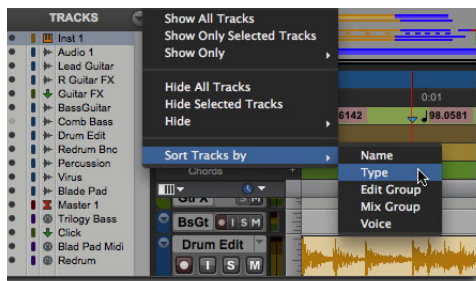 TRACKS
Inst 1
Audio 1
Lead Guitar
R Guitar FX
Guitar FX
BassGuitar
Comb Bass
Drum Edit
Redrum Bnc
Percussion
Virus
Blade Pad
Master 1
Trilogy Bass
Click
Blad Pad Midi
Redrum
Show All Tracks
Show Only Selected Tracks
Show Only
Hide All Tracks
Hide Selected Tracks
Hide
Sort Tracks by
Name
Type
Edit Group
Mix Group
Voice
0:01
6142
98.0581
Chords
+
Gtr X
S M
BsGt
I S M
Drum Edit
I S M